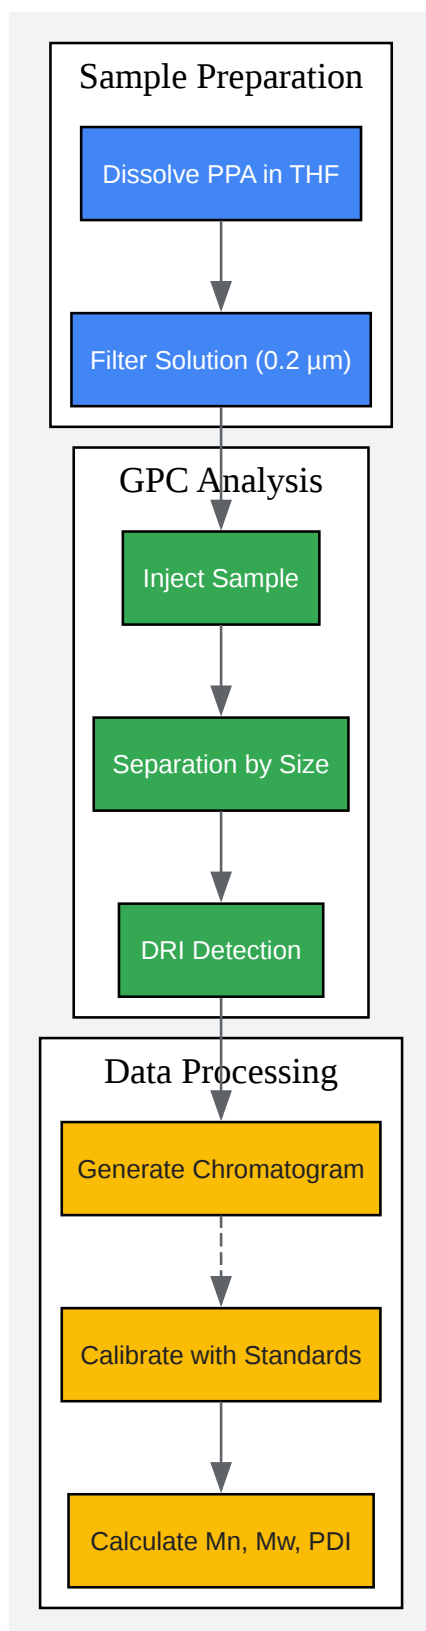 Sample Preparation
Dissolve PPA in THF
Filter Solution (0.2 µm)
GPC Analysis
Inject Sample
Separation by Size
DRI Detection
Data Processing
Generate Chromatogram
Calibrate with Standards
Calculate Mn, Mw, PDI